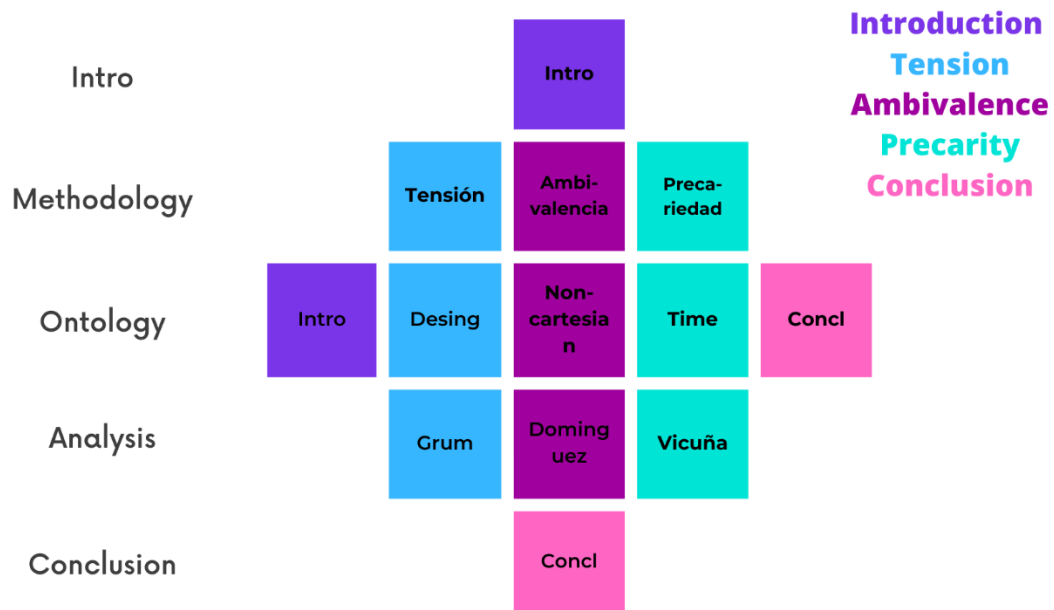 Introduction
Tension
Ambivalence
Precarity
Conclusion
Intro
Intro
Methodology
Tensión
Ambi-
valencia
Preca-
riedad
Ontology
Intro
Desing
Non-
cartesia
n
Time
Concl
Analysis
Grum
Doming
uez
Vicuña
Conclusion
Concl